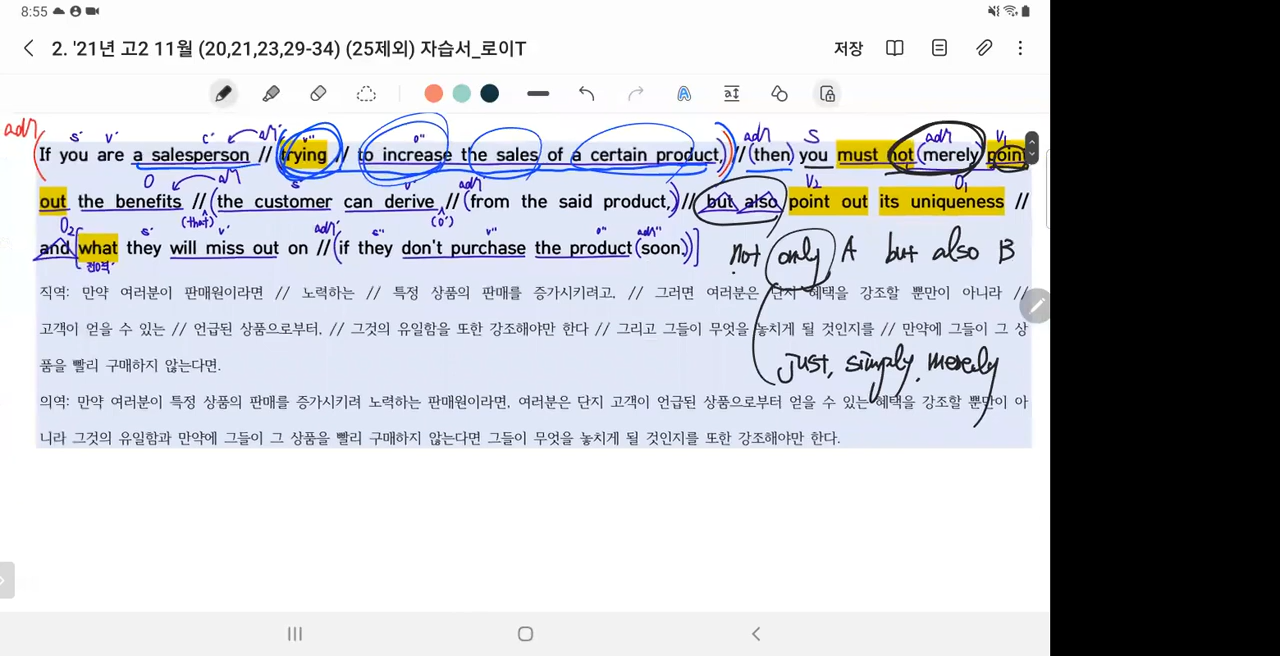 8:55
2. '21년 고2 11월 (20,21,23,29-34) (25제외) 자습서_로이T
저장
adv s' v' c' adj' v'' o'' adv S adv V₁
(If you are a salesperson // trying // to increase the sales of a certain product,) // (then) you must not (merely) point
O adj s' v' adv' V₂ O₁
out the benefits // (the customer can derive // (from the said product,) // but also point out its uniqueness //
(that) (o')
O₂ s' v' adv' s'' v'' o'' adv''
and [what they will miss out on // (if they don't purchase the product (soon.))]
not only A but also B
직역: 만약 여러분이 판매원이라면 // 노력하는 // 특정 상품의 판매를 증가시키려고, // 그러면 여러분은 단지 혜택을 강조할 뿐만이 아니라 //
고객이 얻을 수 있는 // 언급된 상품으로부터, // 그것의 유일함을 또한 강조해야만 한다 // 그리고 그들이 무엇을 놓치게 될 것인지를 // 만약에 그들이 그 상
품을 빨리 구매하지 않는다면.
just, simply, merely
의역: 만약 여러분이 특정 상품의 판매를 증가시키려 노력하는 판매원이라면, 여러분은 단지 고객이 언급된 상품으로부터 얻을 수 있는 혜택을 강조할 뿐만이 아
니라 그것의 유일함과 만약에 그들이 그 상품을 빨리 구매하지 않는다면 그들이 무엇을 놓치게 될 것인지를 또한 강조해야만 한다.